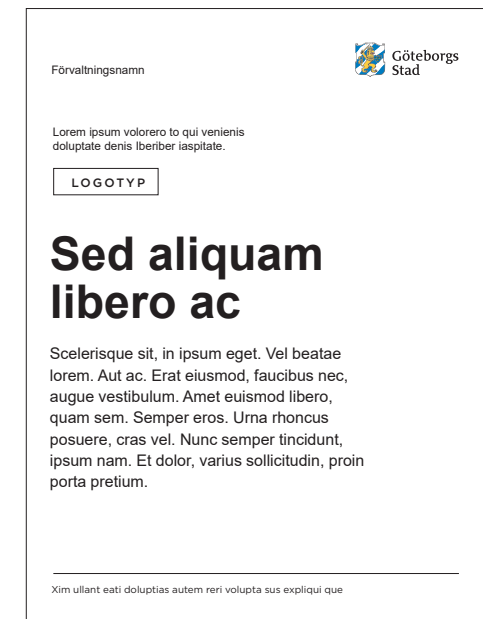 Förvaltningsnamn
Göteborgs
Stad
Lorem ipsum volorero to qui venienis
doluptate denis Iberiber iaspitate.
LOGOTYP
Sed aliquam
libero ac
Scelerisque sit, in ipsum eget. Vel beatae
lorem. Aut ac. Erat eiusmod, faucibus nec,
augue vestibulum. Amet euismod libero,
quam sem. Semper eros. Urna rhoncus
posuere, cras vel. Nunc semper tincidunt,
ipsum nam. Et dolor, varius sollicitudin, proin
porta pretium.
Xim ullant eati doluptias autem reri volupta sus expliqui que